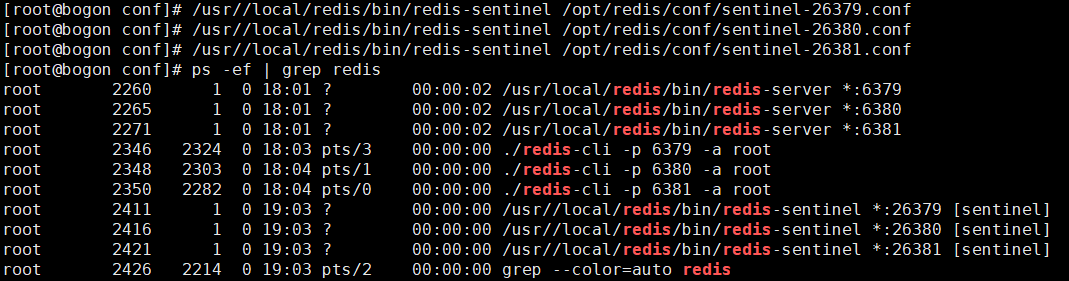 [root@bogon conf]# /usr//local/redis/bin/redis-sentinel /opt/redis/conf/sentinel-26379.conf
[root@bogon conf]# /usr//local/redis/bin/redis-sentinel /opt/redis/conf/sentinel-26380.conf
[root@bogon conf]# /usr//local/redis/bin/redis-sentinel /opt/redis/conf/sentinel-26381.conf
[root@bogon conf]# ps -ef | grep redis
root 2260 1 0 18:01 ? 00:00:02 /usr/local/redis/bin/redis-server *:6379
root 2265 1 0 18:01 ? 00:00:02 /usr/local/redis/bin/redis-server *:6380
root 2271 1 0 18:01 ? 00:00:02 /usr/local/redis/bin/redis-server *:6381
root 2346 2324 0 18:03 pts/3 00:00:00 ./redis-cli -p 6379 -a root
root 2348 2303 0 18:04 pts/1 00:00:00 ./redis-cli -p 6380 -a root
root 2350 2282 0 18:04 pts/0 00:00:00 ./redis-cli -p 6381 -a root
root 2411 1 0 19:03 ? 00:00:00 /usr//local/redis/bin/redis-sentinel *:26379 [sentinel]
root 2416 1 0 19:03 ? 00:00:00 /usr//local/redis/bin/redis-sentinel *:26380 [sentinel]
root 2421 1 0 19:03 ? 00:00:00 /usr//local/redis/bin/redis-sentinel *:26381 [sentinel]
root 2426 2214 0 19:03 pts/2 00:00:00 grep --color=auto redis